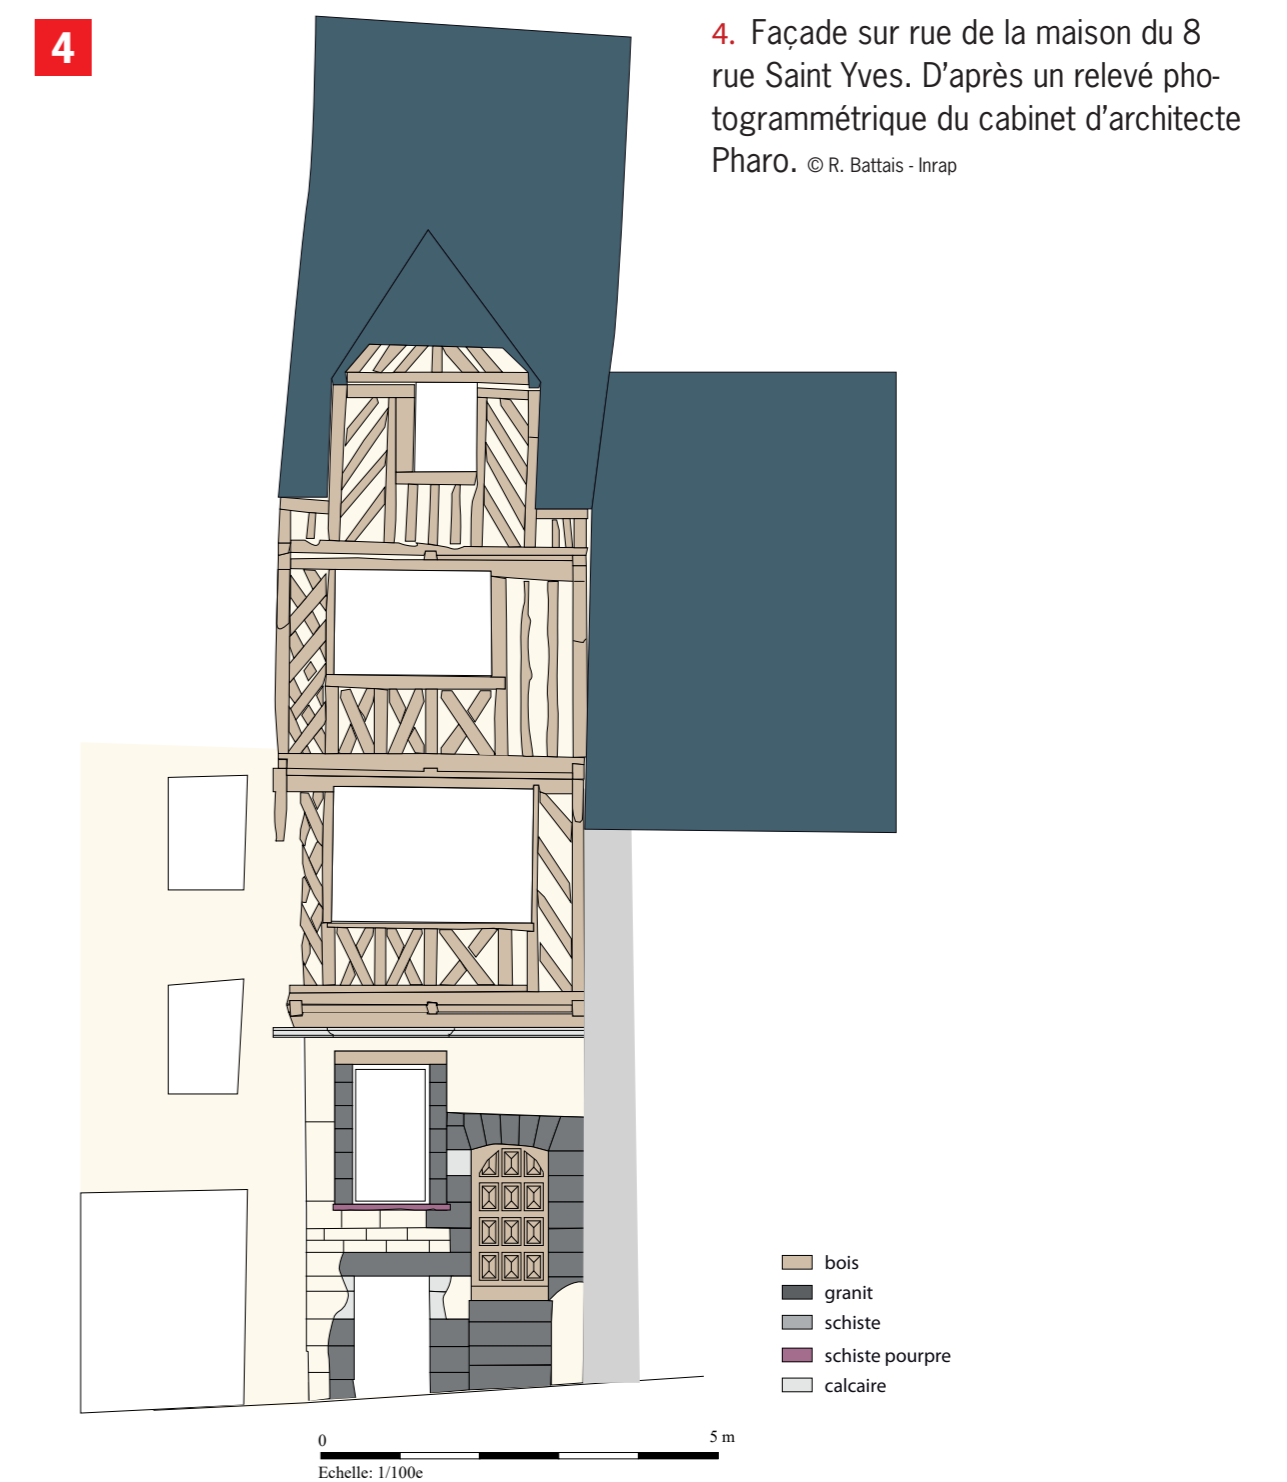 4
4. Façade sur rue de la maison du 8
rue Saint Yves. D'après un relevé pho-
togrammétrique du cabinet d'architecte
Pharo. © R. Battais - Inrap
bois
granit
schiste
schiste pourpre
calcaire
0 5 m
Echelle: 1/100e